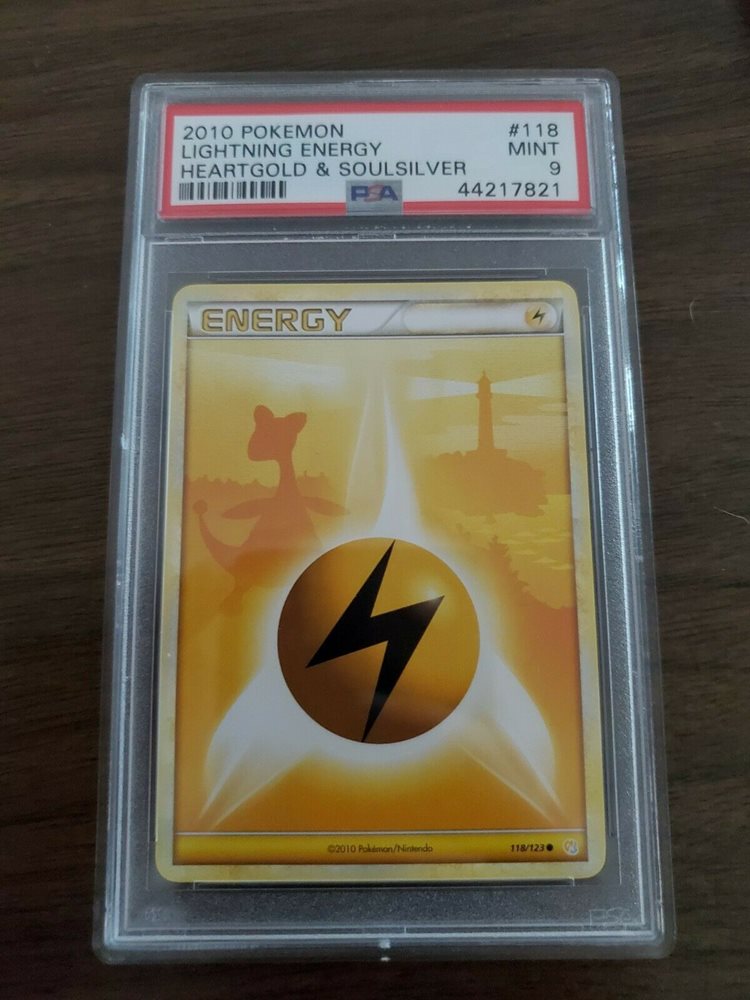 2010 POKEMON #118
LIGHTNING ENERGY MINT
HEARTGOLD & SOULSILVER 9
PSA 44217821
ENERGY
©2010 Pokémon/Nintendo 118/123